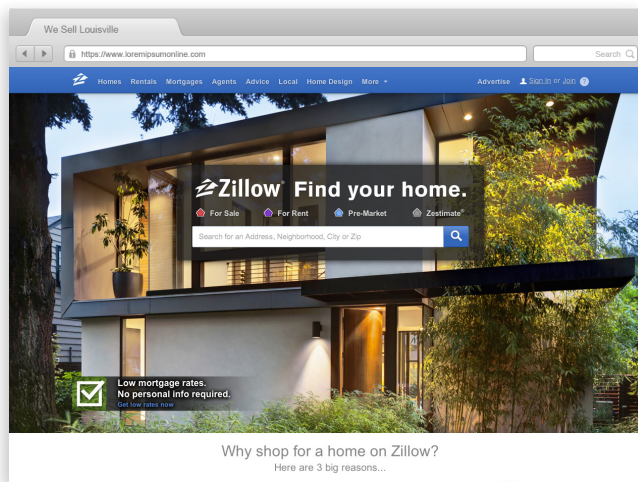 We Sell Louisville
https://www.loremipsumonline.com
Search
Homes Rentals Mortgages Agents Advice Local Home Design More
Advertise Sign In or Join ?
Zillow® Find your home.
For Sale For Rent Pre-Market Zestimate®
Search for an Address, Neighborhood, City or Zip
Low mortgage rates.
No personal info required.
Get low rates now
Why shop for a home on Zillow?
Here are 3 big reasons...